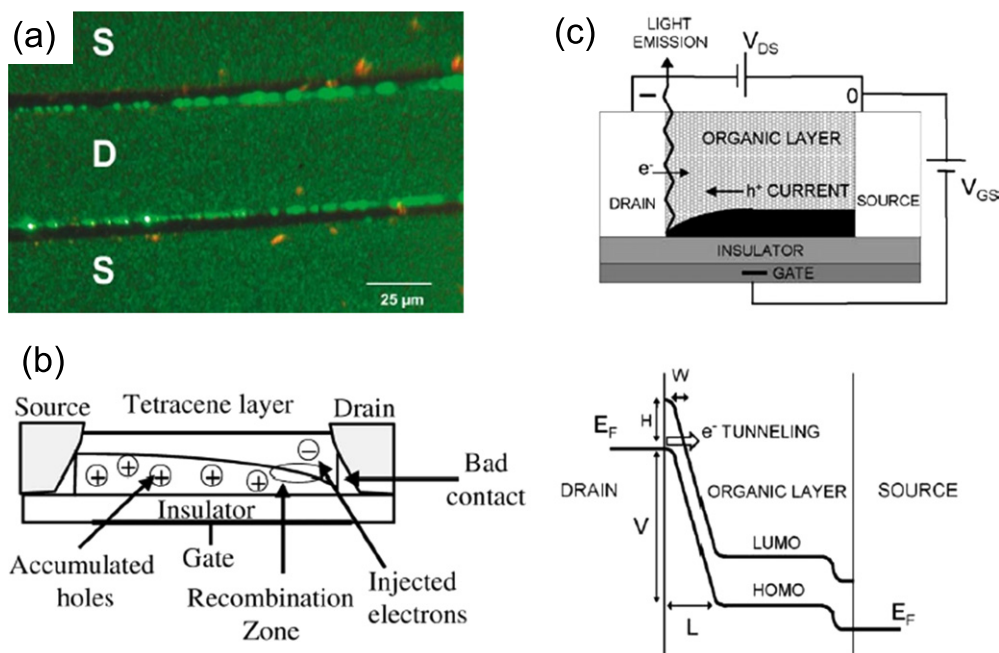 (a)
S
D
S
25 µm
(b)
Source
Tetracene layer
Drain
Bad
contact
Insulator
Gate
Accumulated
holes
Recombination
Zone
Injected
electrons
(c)
LIGHT
EMISSION
V_DS
− 0
ORGANIC LAYER
e-
h+ CURRENT
DRAIN
SOURCE
V_GS
INSULATOR
GATE
W
H
E_F
e- TUNNELING
DRAIN
ORGANIC LAYER
SOURCE
V
LUMO
HOMO
E_F
L